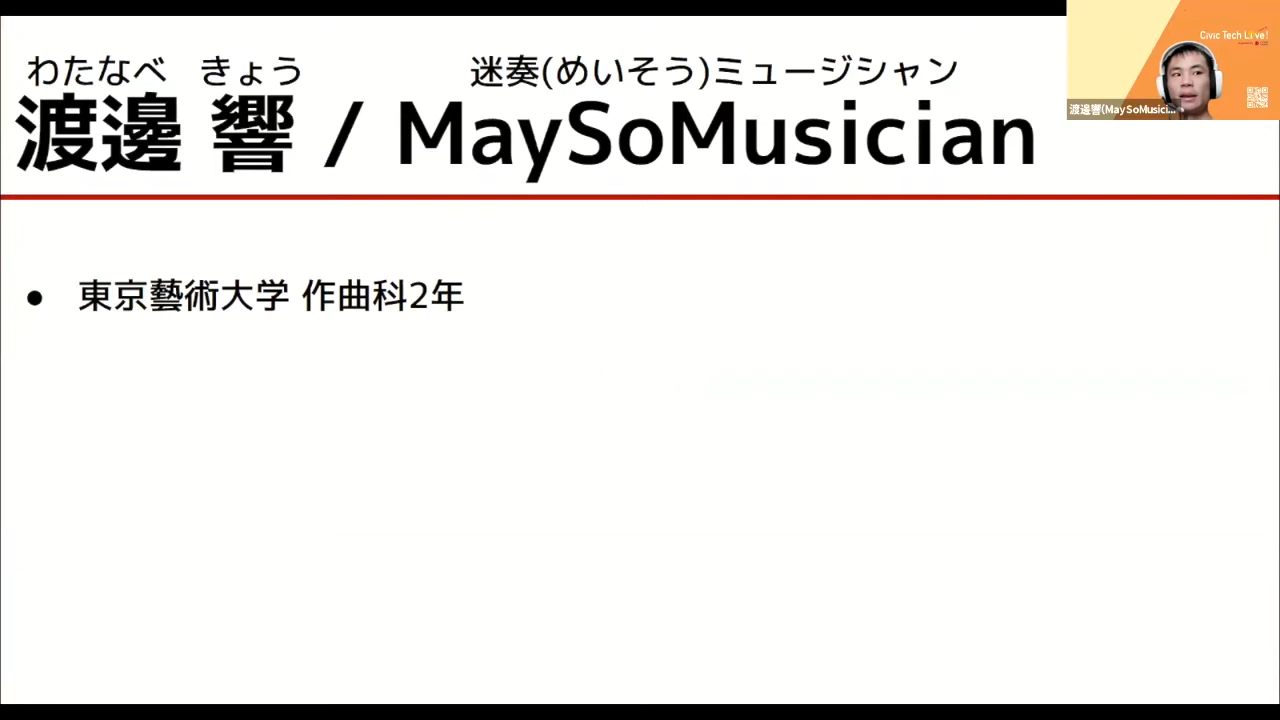 わたなべ きょう 迷奏(めいそう)ミュージシャン
渡邊 響 / MaySoMusician
● 東京藝術大学 作曲科2年
Civic Tech Live!
渡邊響(MaySoMusici...